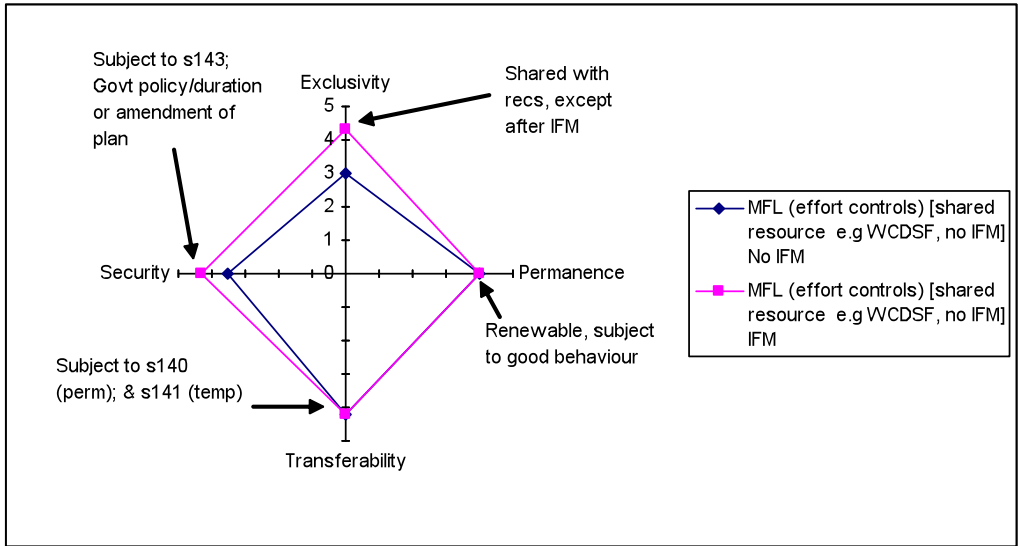 Subject to s143;
Govt policy/duration
or amendment of
plan
Exclusivity
Shared with
recs, except
after IFM
5
4
3
2
1
0
Security
Permanence
Renewable, subject
to good behaviour
Subject to s140
(perm); & s141 (temp)
Transferability
MFL (effort controls) [shared
resource e.g WCDSF, no IFM]
No IFM
MFL (effort controls) [shared
resource e.g WCDSF, no IFM]
IFM